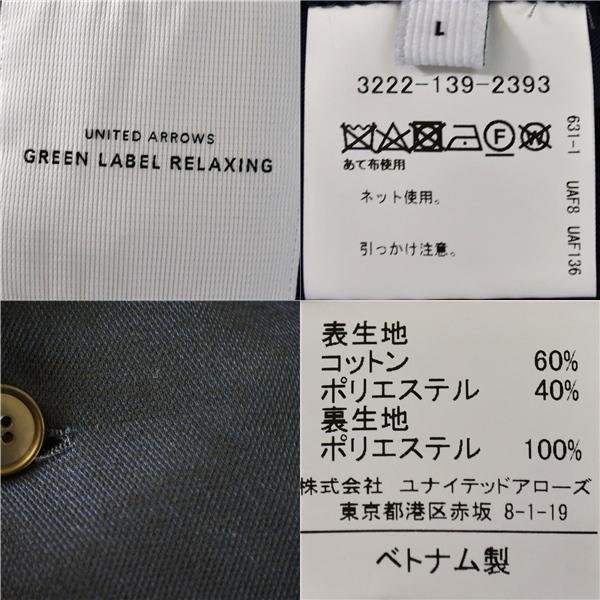 UNITED ARROWS
GREEN LABEL RELAXING
L
3222-139-2393
F
W
あて布使用
ネット使用。
引っかけ注意。
631-1 UAF8 UAF136
表生地
コットン 60%
ポリエステル 40%
裏生地
ポリエステル 100%
株式会社 ユナイテッドアローズ
東京都港区赤坂 8-1-19
ベトナム製